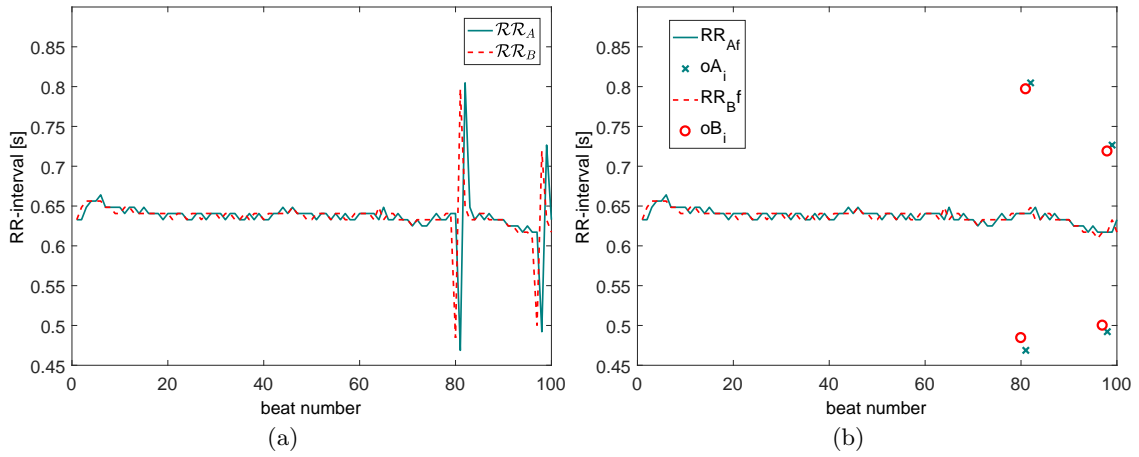 0.85
0.8
0.75
0.7
0.65
0.6
0.55
0.5
0.45
RR-interval [s]
0 20 40 60 80 100
beat number
RR_A
RR_B
(a)
0.85
0.8
0.75
0.7
0.65
0.6
0.55
0.5
0.45
RR-interval [s]
0 20 40 60 80 100
beat number
RR_Af
oA_i
RR_Bf
oB_i
(b)